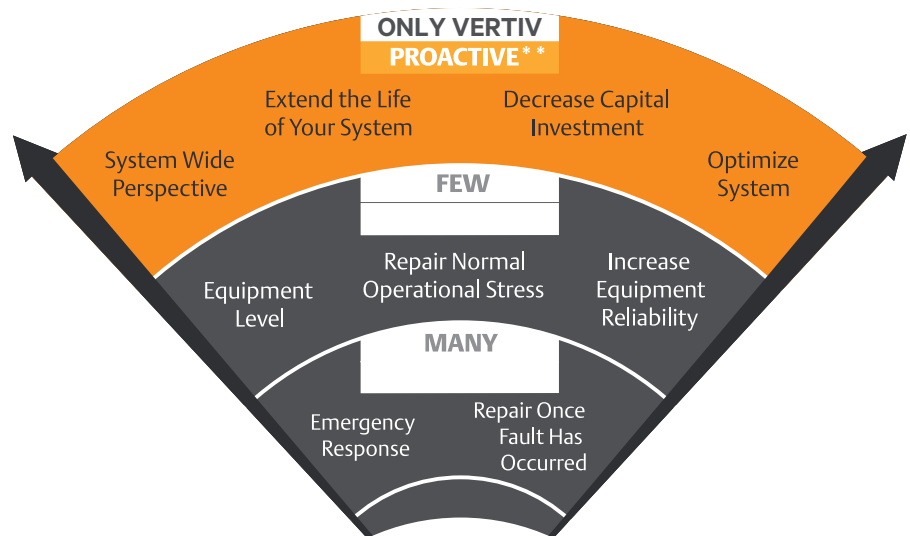 ONLY VERTIV
PROACTIVE**
Extend the Life
of Your System
Decrease Capital
Investment
System Wide
Perspective
Optimize
System
FEW
Repair Normal
Operational Stress
Increase
Equipment
Reliability
Equipment
Level
MANY
Emergency
Response
Repair Once
Fault Has
Occurred